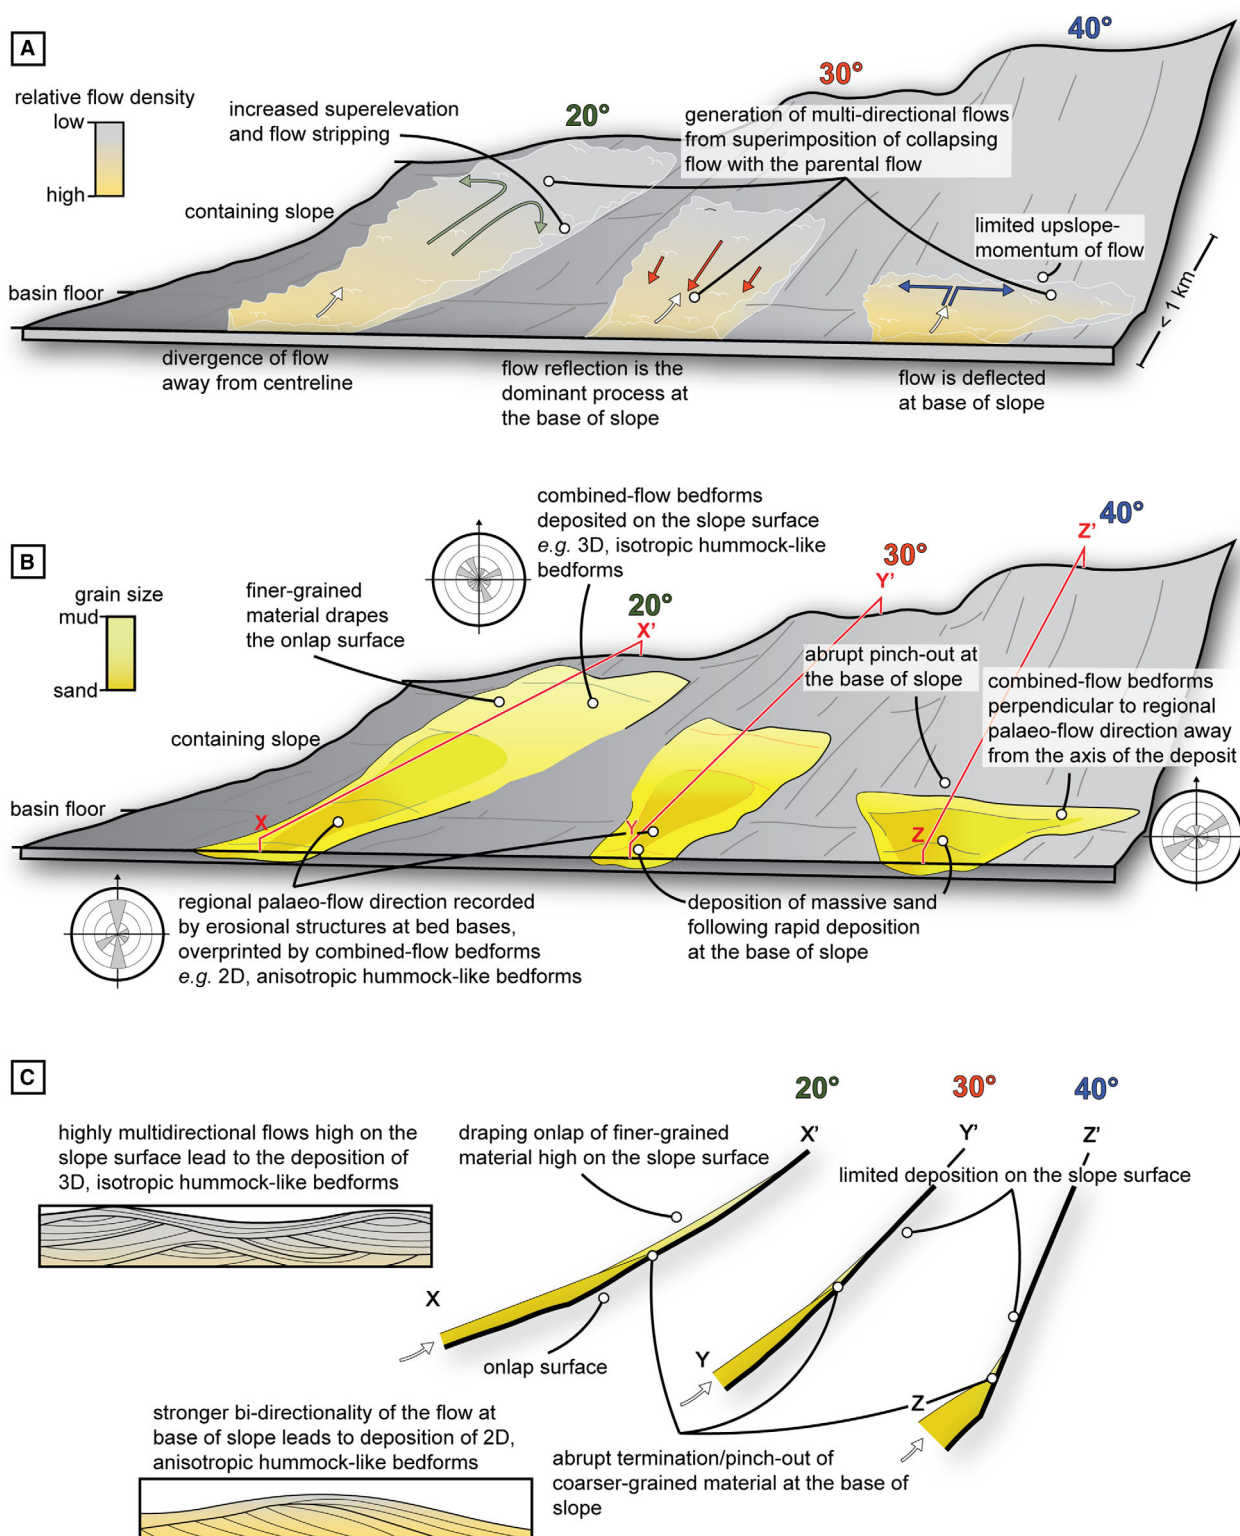 A
40°
30°
20°
relative flow density
low
high
increased superelevation
and flow stripping
generation of multi-directional flows
from superimposition of collapsing
flow with the parental flow
containing slope
limited upslope-
momentum of flow
basin floor
< 1 km
divergence of flow
away from centreline
flow reflection is the
dominant process at
the base of slope
flow is deflected
at base of slope
B
combined-flow bedforms
deposited on the slope surface
e.g. 3D, isotropic hummock-like
bedforms
40°
Z'
30°
Y'
20°
X'
grain size
mud
sand
finer-grained
material drapes
the onlap surface
abrupt pinch-out at
the base of slope
combined-flow bedforms
perpendicular to regional
palaeo-flow direction away
from the axis of the deposit
containing slope
basin floor
X
Y
Z
regional palaeo-flow direction recorded
by erosional structures at bed bases,
overprinted by combined-flow bedforms
e.g. 2D, anisotropic hummock-like bedforms
deposition of massive sand
following rapid deposition
at the base of slope
C
20°
30°
40°
X'
Y'
Z'
highly multidirectional flows high on the
slope surface lead to the deposition of
3D, isotropic hummock-like bedforms
draping onlap of finer-grained
material high on the slope surface
limited deposition on the slope surface
X
Y
Z
onlap surface
stronger bi-directionality of the flow at
base of slope leads to deposition of 2D,
anisotropic hummock-like bedforms
abrupt termination/pinch-out of
coarser-grained material at the base of
slope